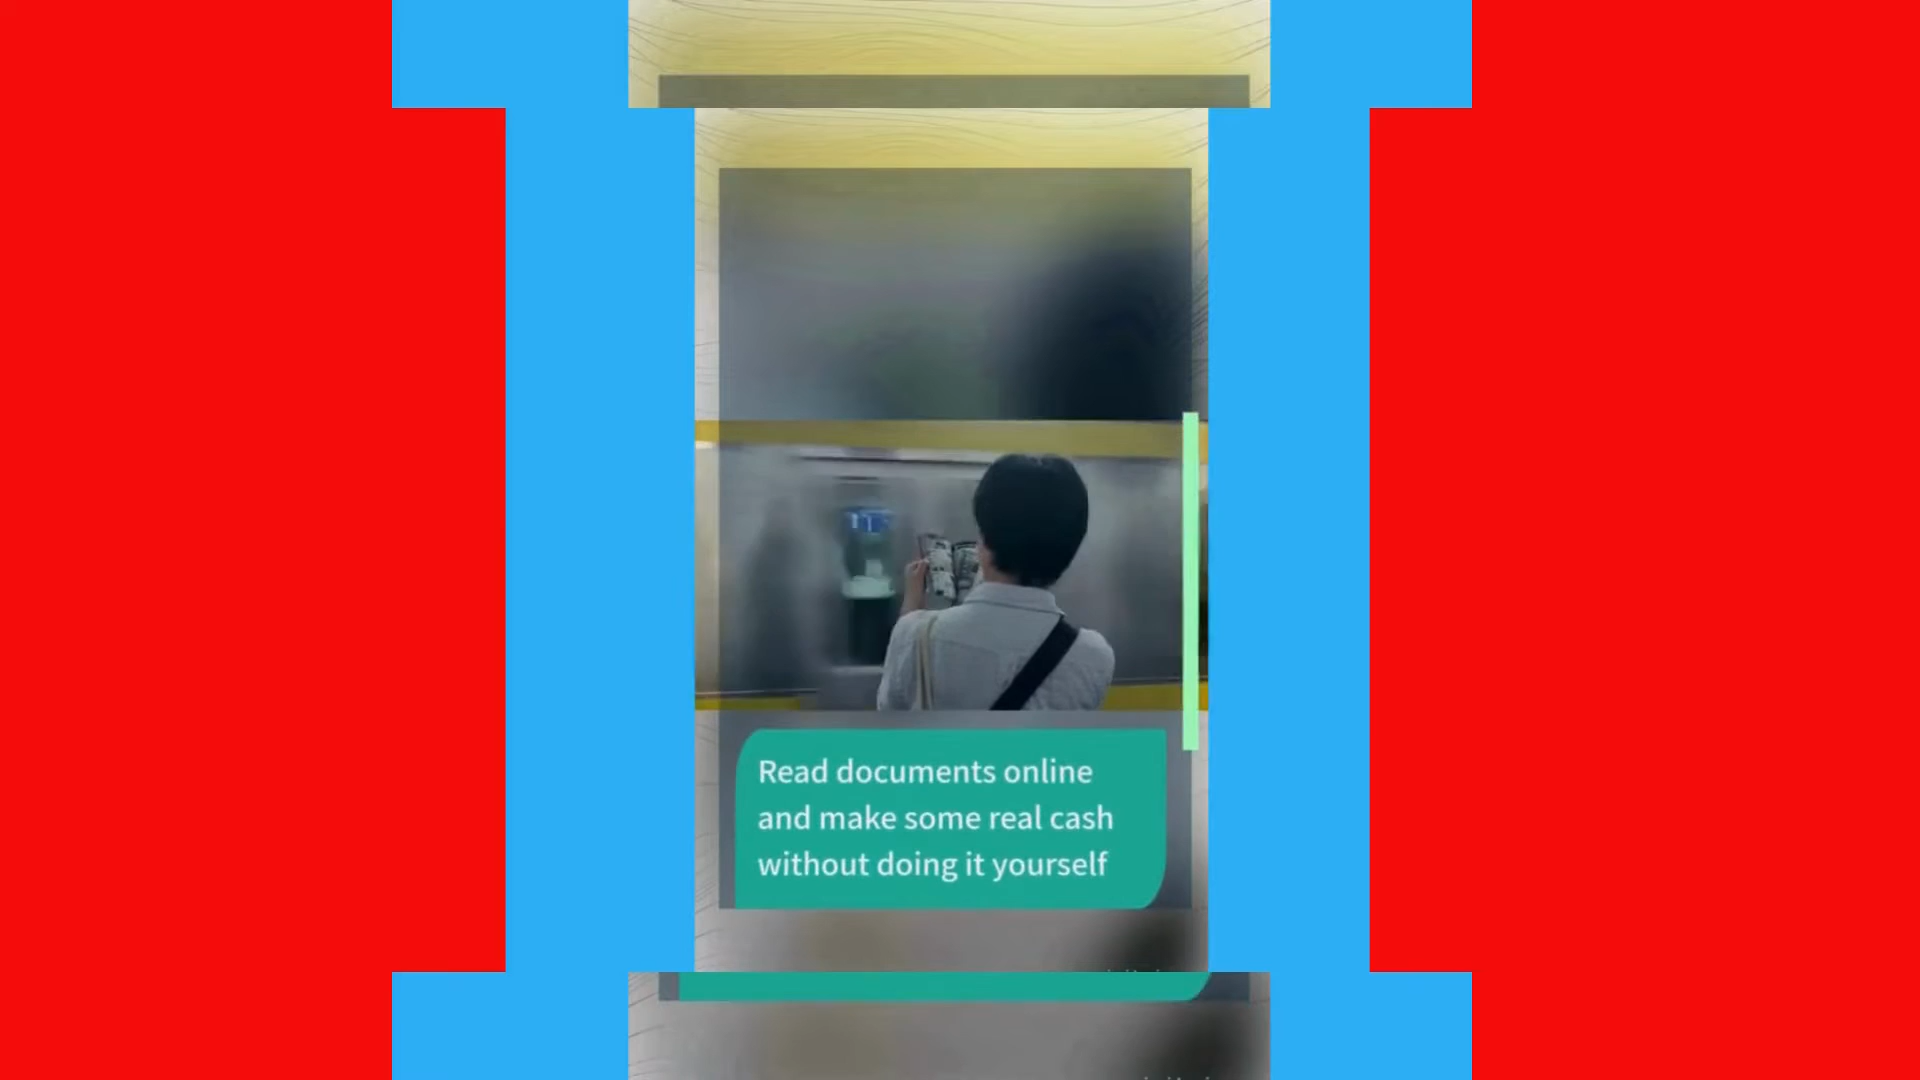 Read documents online
and make some real cash
without doing it yourself